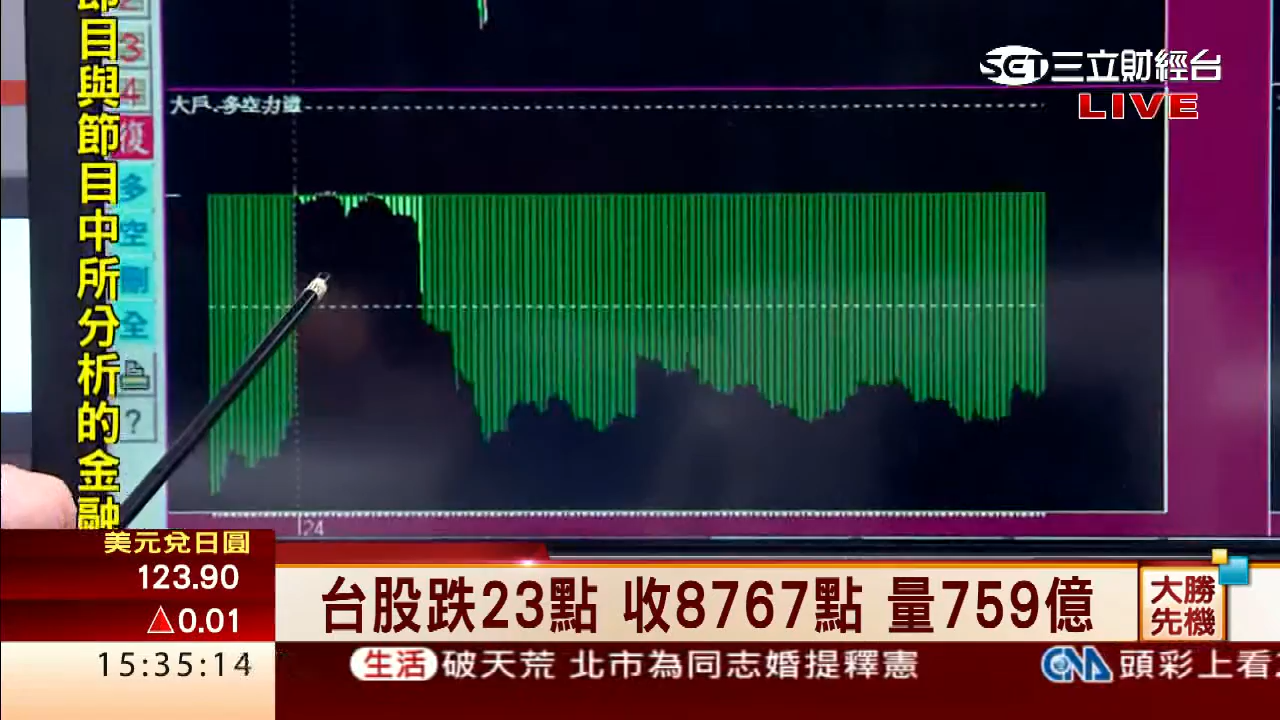 節目與節目中所分析的金融
2
3
4
復
多
空
刪
全
?
大戶.多空力道
24
SET三立財經台
LIVE
美元兌日圓
123.90
△0.01
15:35:14
台股跌23點 收8767點 量759億
大勝
先機
生活 破天荒 北市為同志婚提釋憲
CNA 頭彩上看